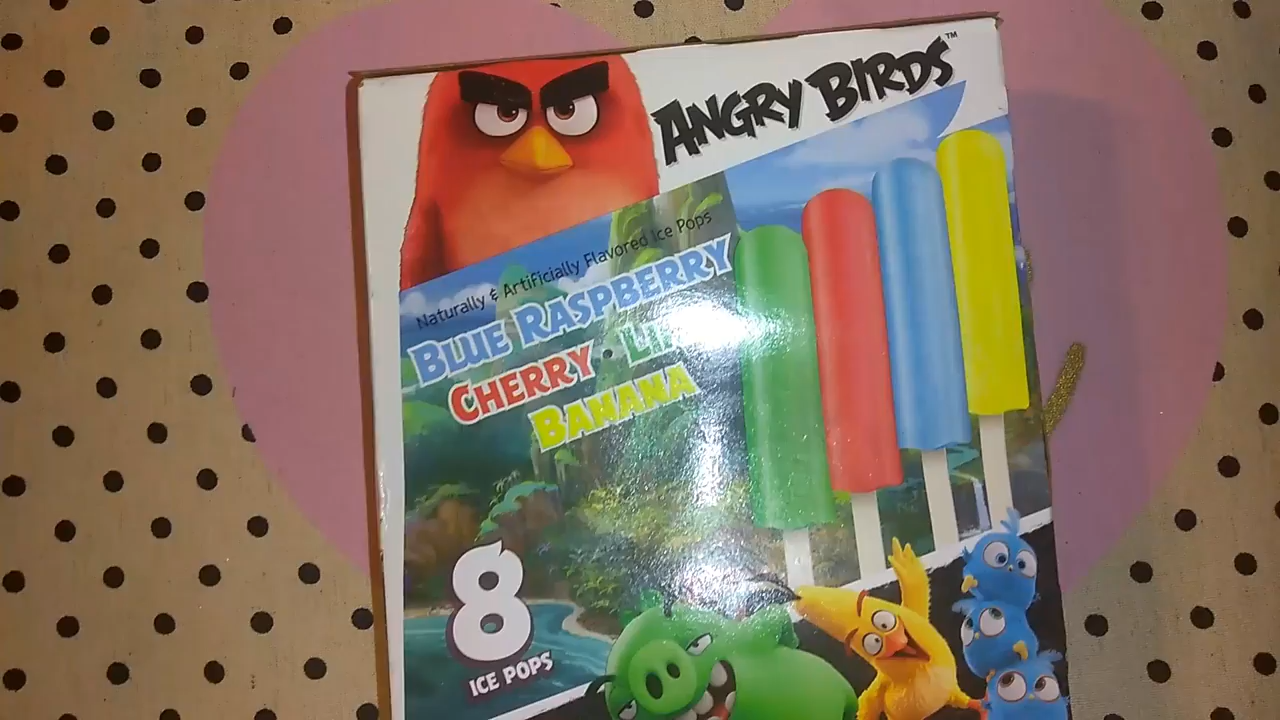 ANGRY BIRDS™
Naturally & Artificially Flavored Ice Pops
BLUE RASPBERRY
CHERRY •
BANANA
8
ICE POPS